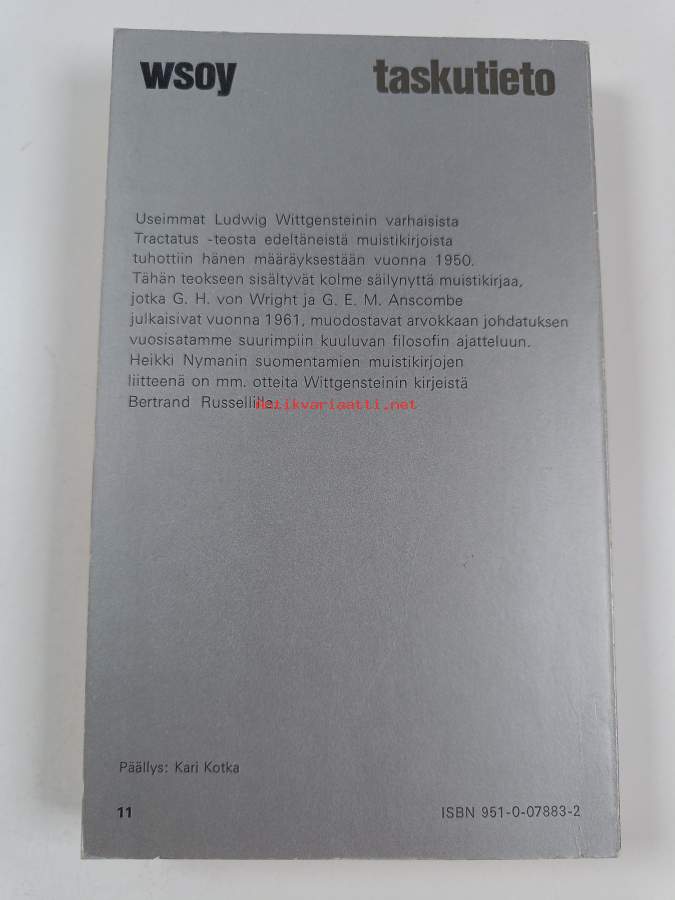 wsoy taskutieto
Useimmat Ludwig Wittgensteinin varhaisista
Tractatus -teosta edeltäneistä muistikirjoista
tuhottiin hänen määräyksestään vuonna 1950.
Tähän teokseen sisältyvät kolme säilynyttä muistikirjaa,
jotka G. H. von Wright ja G. E. M. Anscombe
julkaisivat vuonna 1961, muodostavat arvokkaan johdatuksen
vuosisatamme suurimpiin kuuluvan filosofin ajatteluun.
Heikki Nymanin suomentamien muistikirjojen
liitteenä on mm. otteita Wittgensteinin kirjeistä
Bertrand Russellille.
Antikvariaatti.net
Päällys: Kari Kotka
11 ISBN 951-0-07883-2